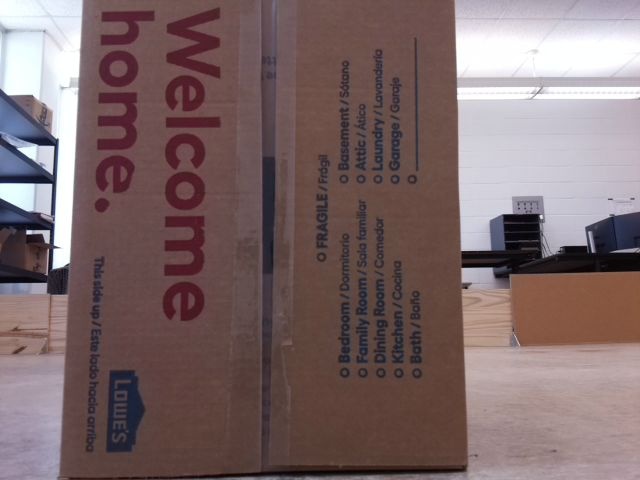 Welcome
home.
This side up / Este lado hacia arriba
LOWE'S
FRAGILE / Frágil
Bedroom / Dormitorio
Family Room / Sala familiar
Dining Room / Comedor
Kitchen / Cocina
Bath / Baño
Basement / Sótano
Attic / Ático
Laundry / Lavandería
Garage / Garaje